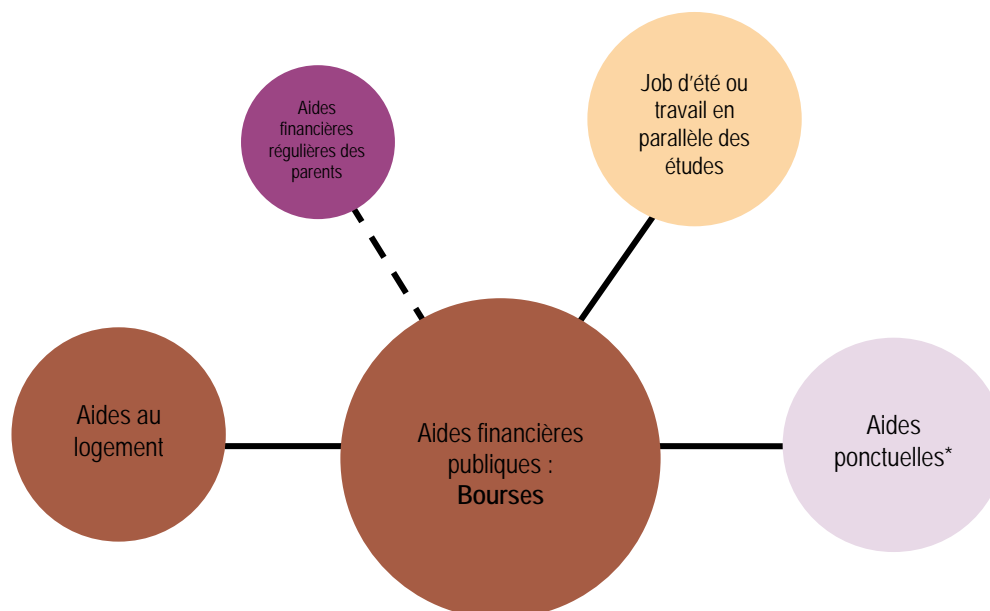 Aides
financières
régulières des
parents
Job d'été ou
travail en
parallèle des
études
Aides au
logement
Aides financières
publiques :
Bourses
Aides
ponctuelles*